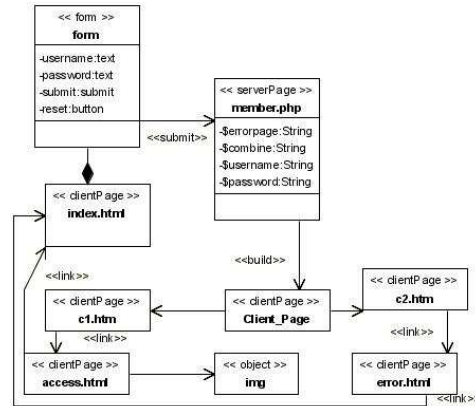 << form >>
form
-username:text
-password:text
-submit:submit
-reset:button
<<submit>>
<< serverPage >>
member.php
-$errorpage:String
-$combine:String
-$username:String
-$password:String
<< clientPage >>
index.html
<<build>>
<<link>>
<< clientPage >>
c1.htm
<< clientPage >>
Client_Page
<< clientPage >>
c2.htm
<<link>>
<<link>>
<< clientPage >>
access.html
<< object >>
img
<< clientPage >>
error.html
<<link>>